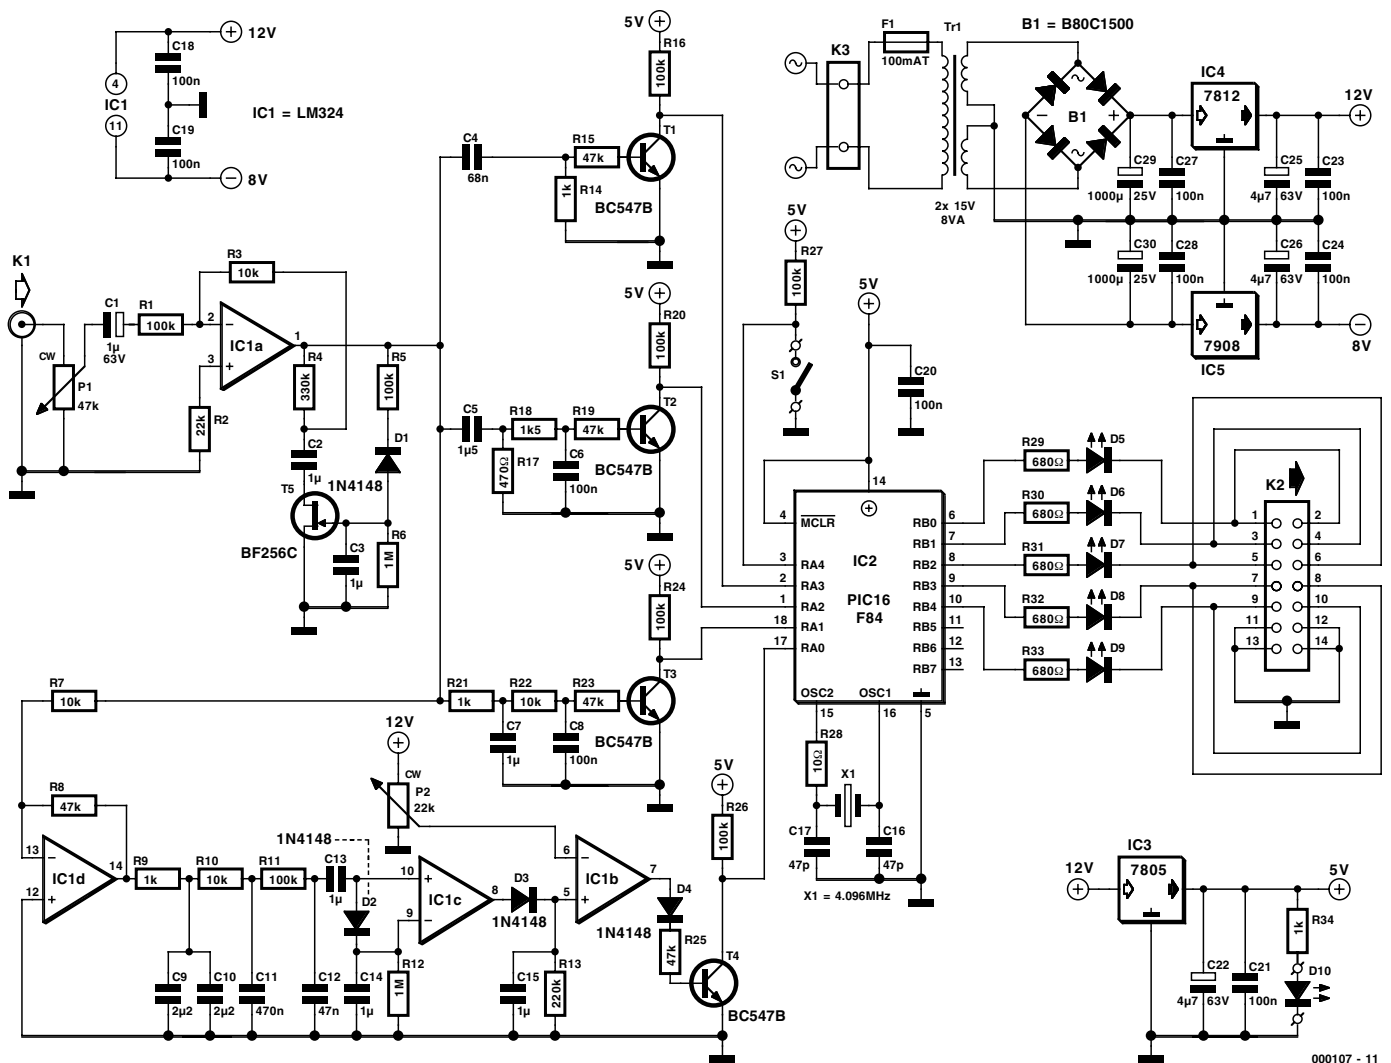 C18
100n
12V
4
IC1
11
IC1 = LM324
C19
100n
8V
5V
R16
100k
T1
C4
68n
R15
47k
1k
R14
BC547B
K3
F1
100mAT
Tr1
2x 15V
8VA
B1 = B80C1500
B1
IC4
7812
12V
C29
1000µ
25V
C27
100n
C25
4µ7
63V
C23
100n
C30
1000µ
25V
C28
100n
C26
4µ7
63V
C24
100n
7908
IC5
8V
K1
C1
1µ
63V
R1
100k
R3
10k
2
3
1
IC1a
CW
P1
47k
22k
R2
R4
330k
R5
100k
C2
1µ
D1
1N4148
T5
BF256C
C3
1µ
R6
1M
5V
R20
100k
T2
C5
1µ5
R18
1k5
R19
47k
470Ω
R17
C6
100n
BC547B
5V
R27
100k
S1
5V
C20
100n
5V
R24
100k
T3
R21
1k
R22
10k
R23
47k
C7
1µ
C8
100n
BC547B
14
4
MCLR
3
RA4
2
RA3
1
RA2
18
RA1
17
RA0
IC2
PIC16
F84
RB0
6
RB1
7
RB2
8
RB3
9
RB4
10
RB5
11
RB6
12
RB7
13
OSC2
OSC1
15
16
5
R28
10Ω
X1
C17
47p
C16
47p
X1 = 4.096MHz
R29
680Ω
D5
R30
680Ω
D6
R31
680Ω
D7
R32
680Ω
D8
R33
680Ω
D9
K2
1
2
3
4
5
6
7
8
9
10
11
12
13
14
R7
10k
R8
47k
13
12
14
IC1d
R9
1k
R10
10k
R11
100k
C13
1µ
1N4148
D2
C9
2µ2
C10
2µ2
C11
470n
C12
47n
C14
1µ
R12
1M
12V
CW
P2
22k
10
9
8
IC1c
D3
1N4148
6
5
7
IC1b
C15
1µ
R13
220k
D4
1N4148
47k
R25
5V
R26
100k
T4
BC547B
12V
IC3
7805
5V
C22
4µ7
63V
C21
100n
R34
1k
D10
000107 - 11